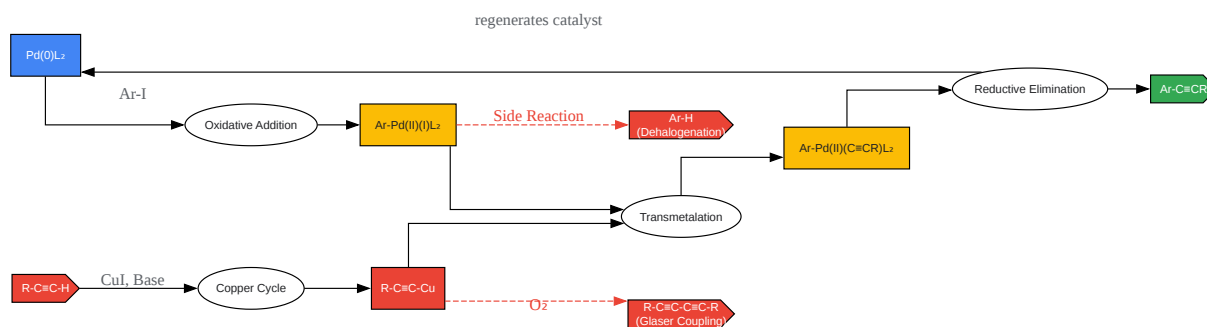 regenerates catalyst
Pd(0)L₂
Ar-I
Oxidative Addition
Ar-Pd(II)(I)L₂
Side Reaction
Ar-H
(Dehalogenation)
Reductive Elimination
Ar-C≡CR
Ar-Pd(II)(C≡CR)L₂
Transmetalation
R-C≡C-H
CuI, Base
Copper Cycle
R-C≡C-Cu
O₂
R-C≡C-C≡C-R
(Glaser Coupling)